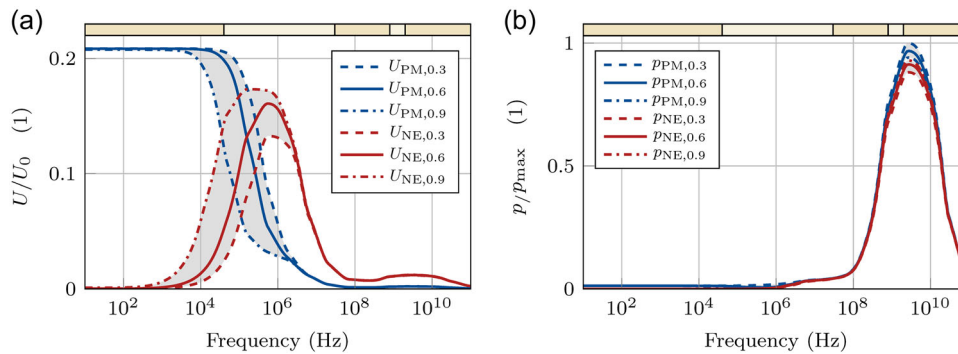 (a)
U_PM,0.3
U_PM,0.6
U_PM,0.9
U_NE,0.3
U_NE,0.6
U_NE,0.9
0.2
0.1
0
U/U_0 (1)
10^2
10^4
10^6
10^8
10^10
Frequency (Hz)
(b)
p_PM,0.3
p_PM,0.6
p_PM,0.9
p_NE,0.3
p_NE,0.6
p_NE,0.9
1
0.5
0
p/p_max (1)
10^2
10^4
10^6
10^8
10^10
Frequency (Hz)